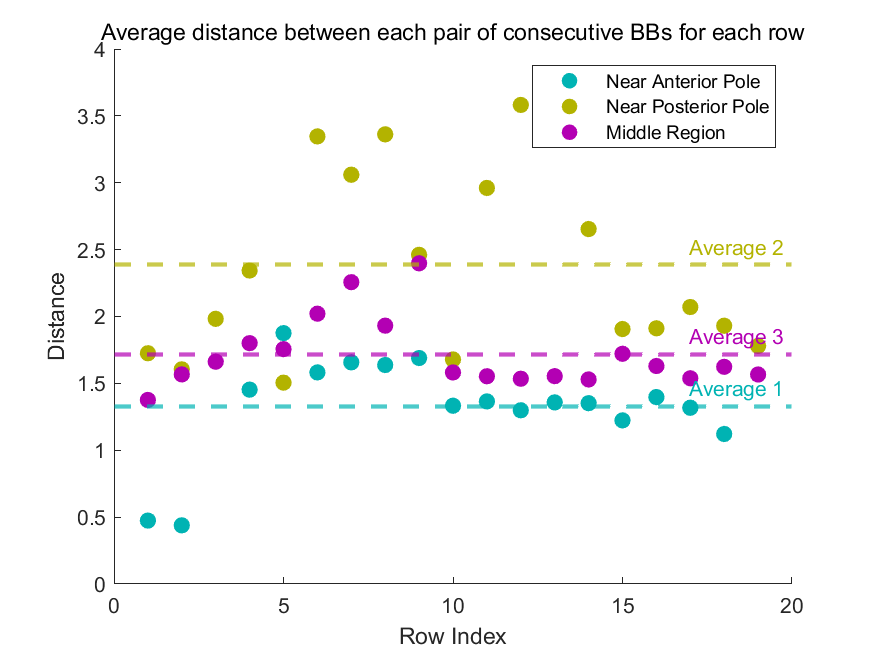 Average distance between each pair of consecutive BBs for each row
4
3.5
3
2.5
2
1.5
1
0.5
0
Distance
Near Anterior Pole
Near Posterior Pole
Middle Region
Average 2
Average 3
Average 1
0 5 10 15 20
Row Index